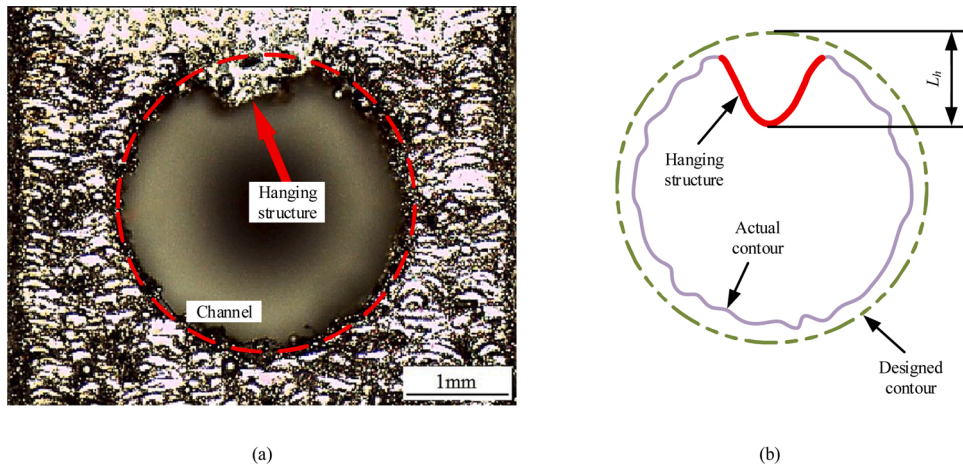 Hanging
structure
Channel
1mm
(a)
L_h
Hanging
structure
Actual
contour
Designed
contour
(b)